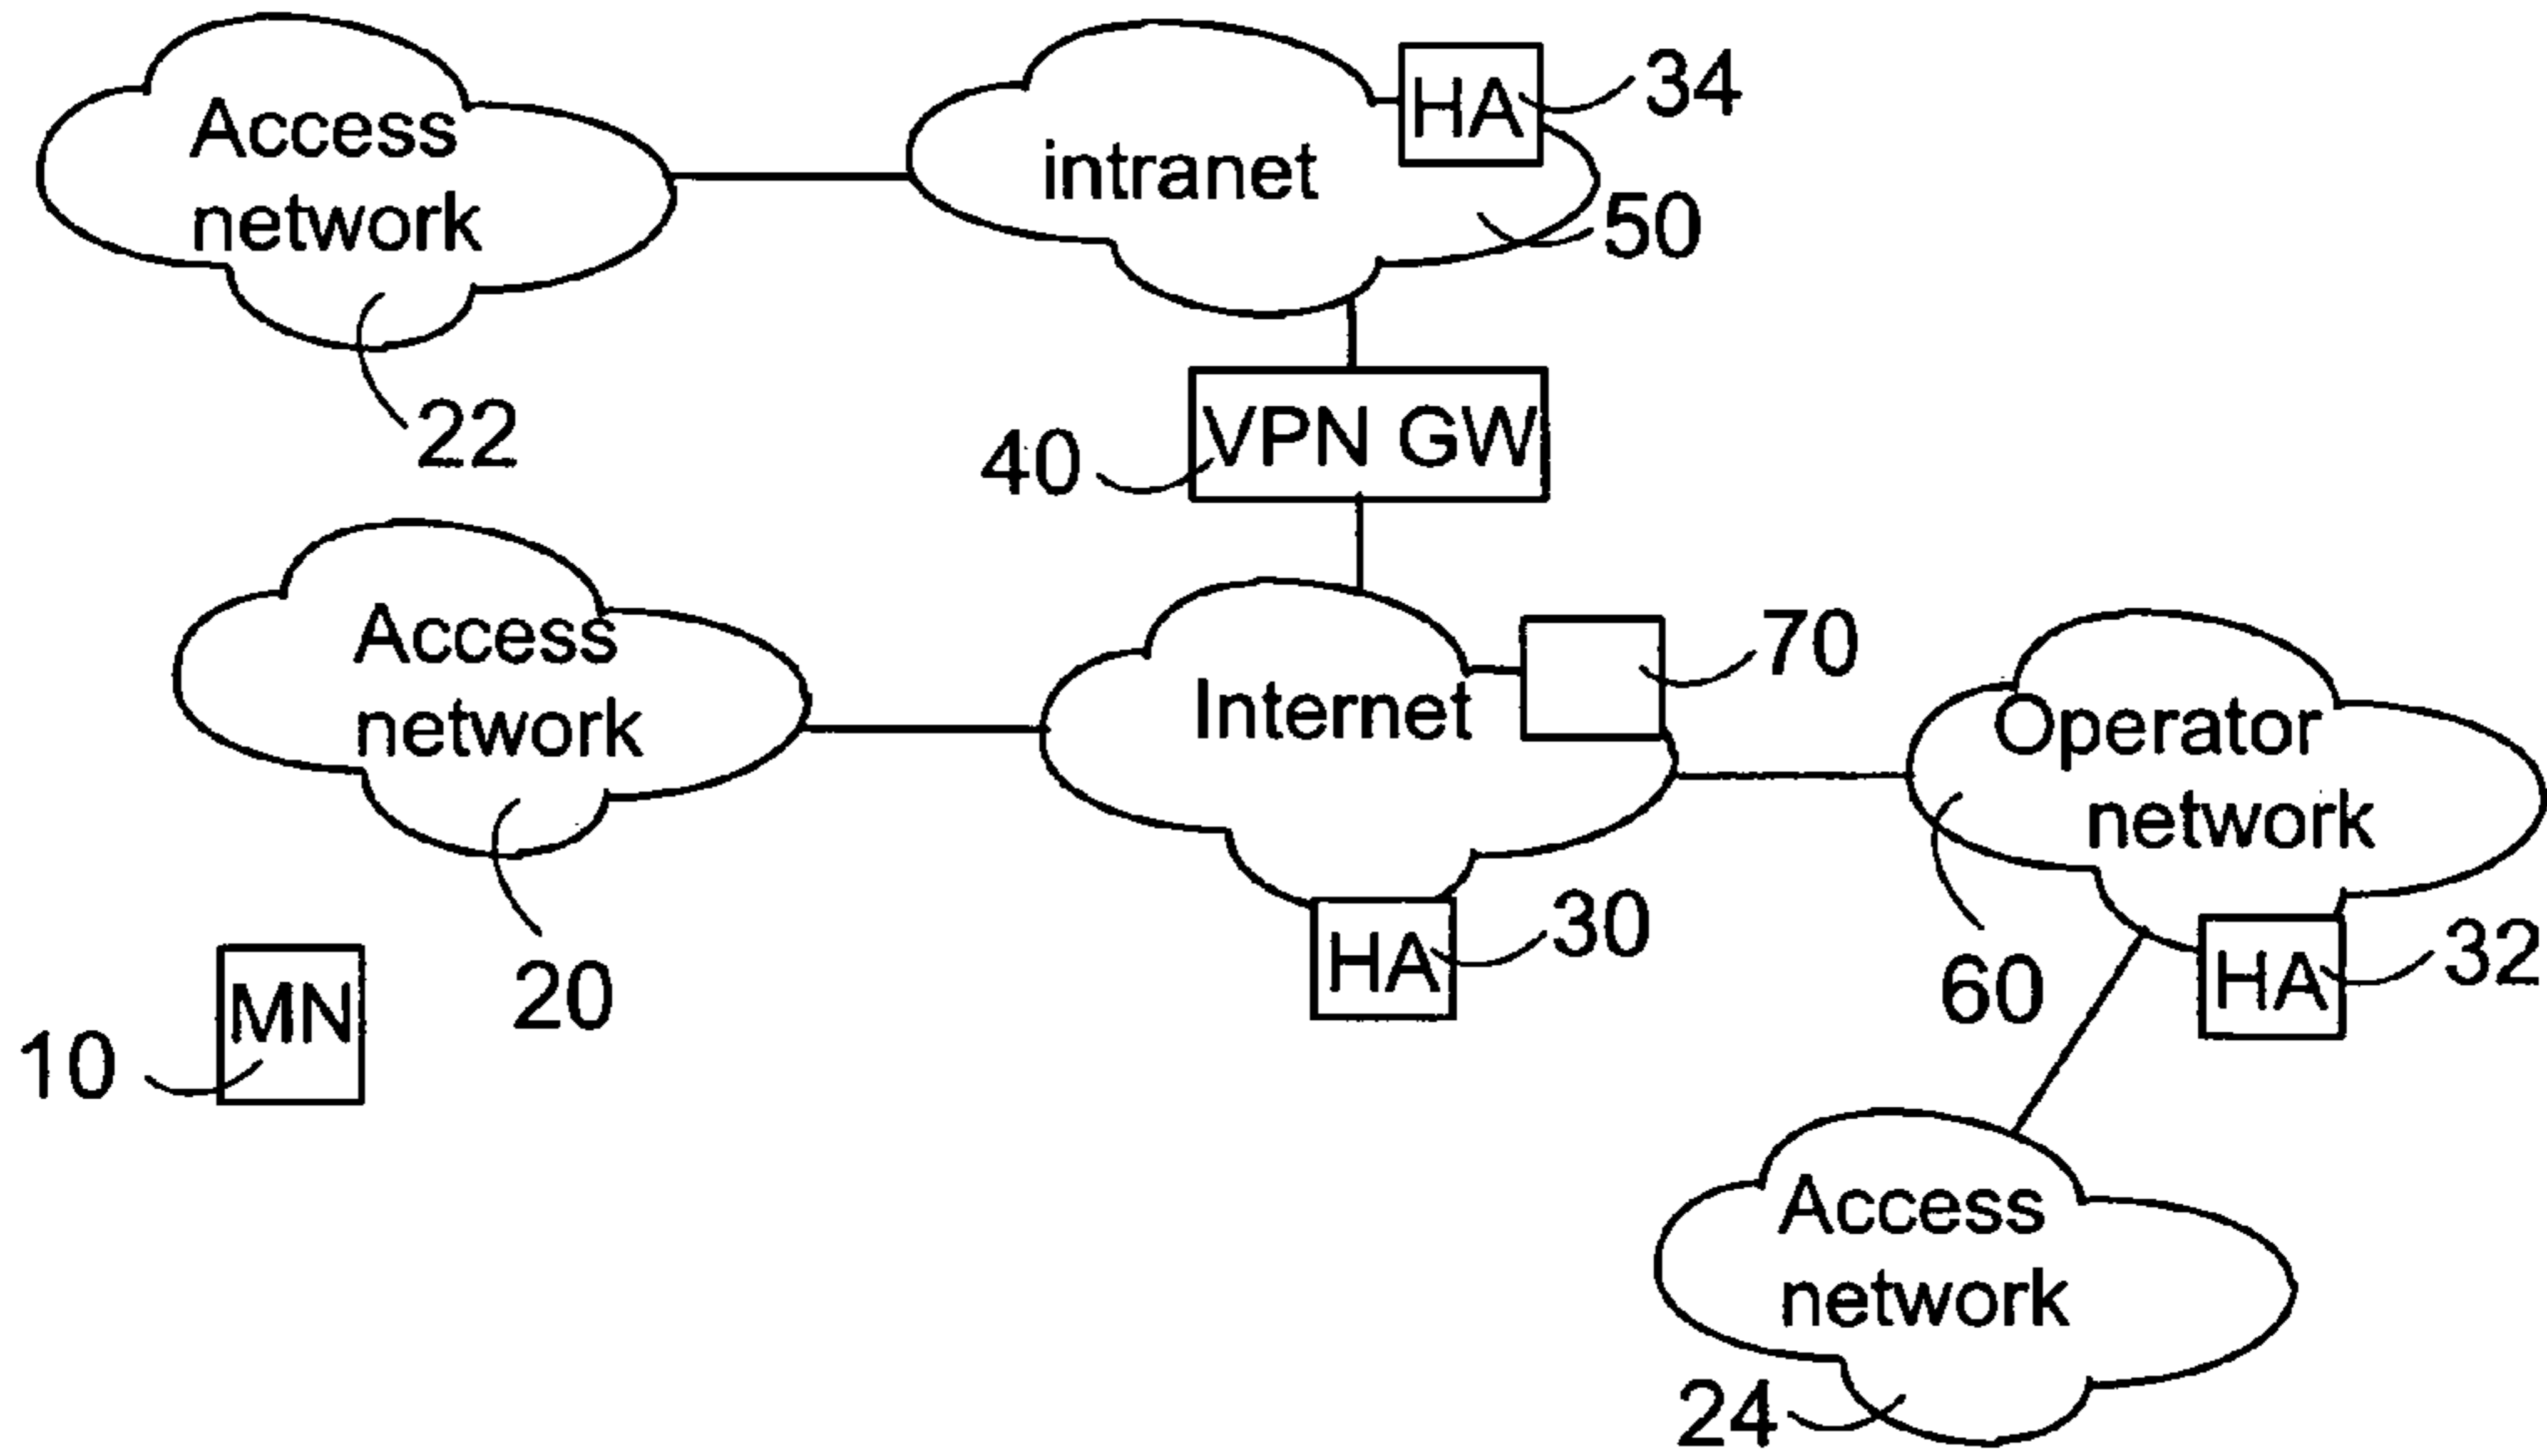 Access
network
22
intranet
HA
34
50
VPN GW
40
Access
network
20
Internet
70
HA
30
Operator
network
60
HA
32
MN
10
Access
network
24